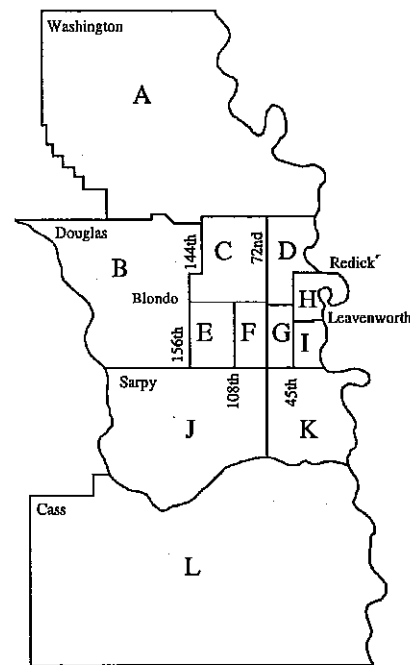 Washington
A
Douglas
144th
C
72nd
D
Redick
B
Blondo
H
Leavenworth
156th
E
F
G
I
Sarpy
108th
45th
J
K
Cass
L